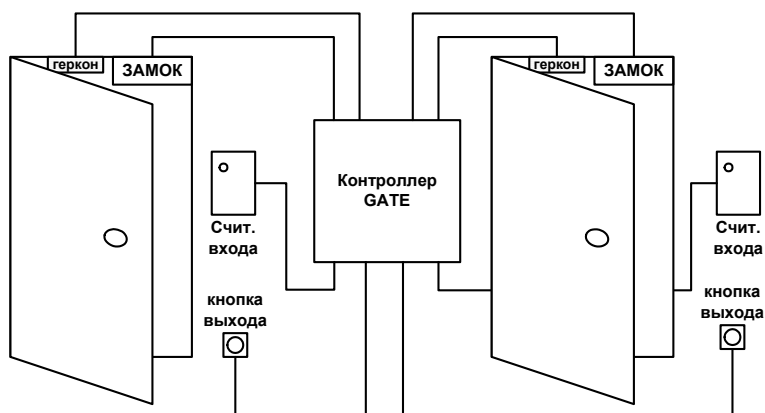 геркон
ЗАМОК
геркон
ЗАМОК
Контроллер
GATE
Счит.
входа
Счит.
входа
кнопка
выхода
кнопка
выхода